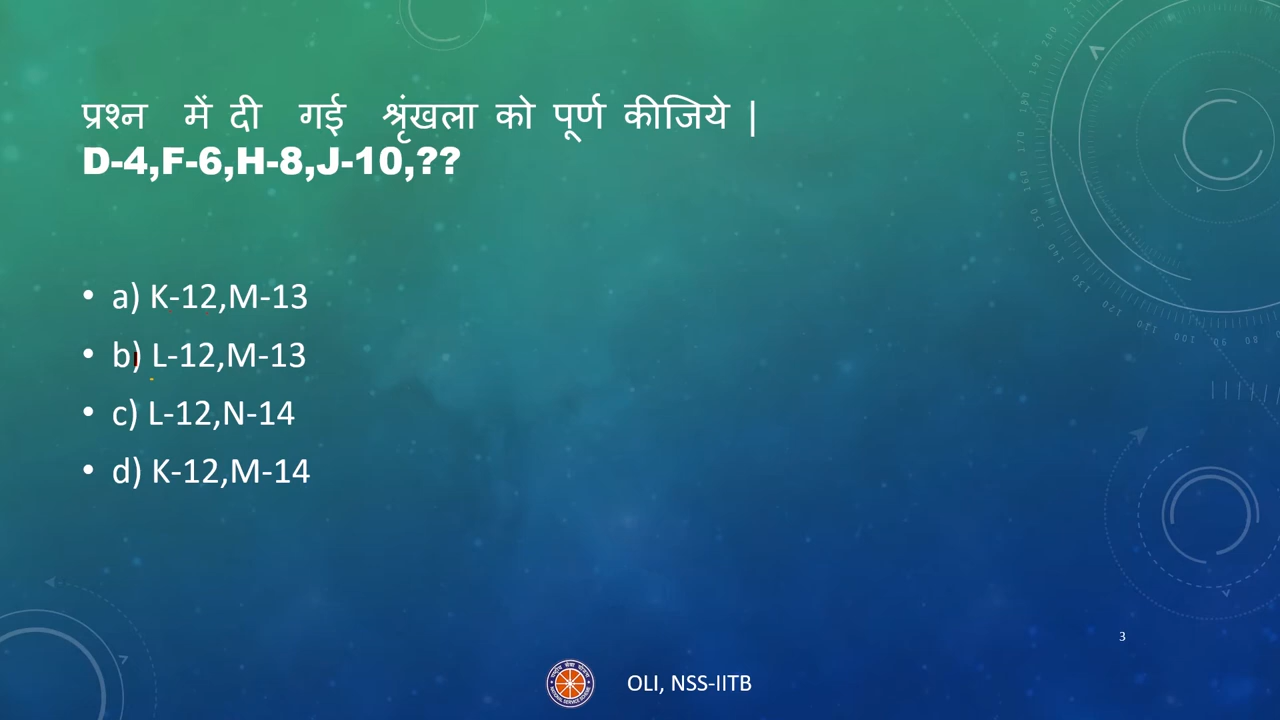 प्रश्न में दी गई श्रृंखला को पूर्ण कीजिये |
D-4,F-6,H-8,J-10,??
• a) K-12,M-13
• b) L-12,M-13
• c) L-12,N-14
• d) K-12,M-14
3
OLI, NSS-IITB